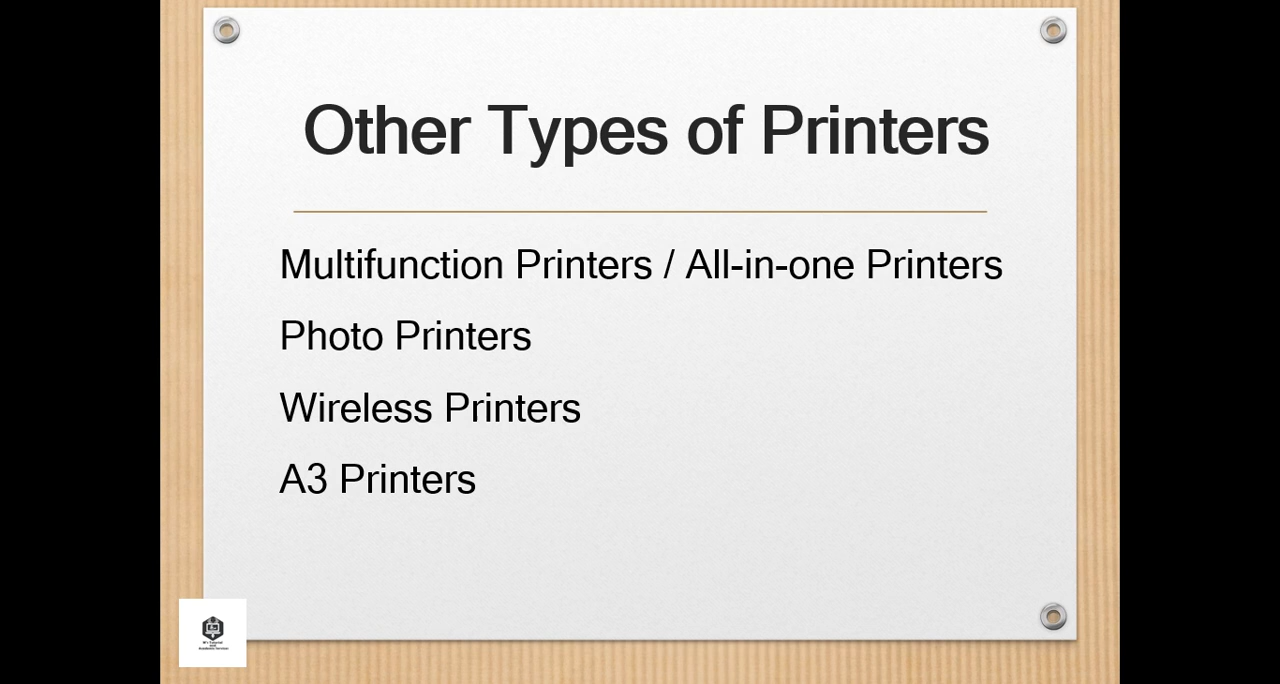 Other Types of Printers
Multifunction Printers / All-in-one Printers
Photo Printers
Wireless Printers
A3 Printers